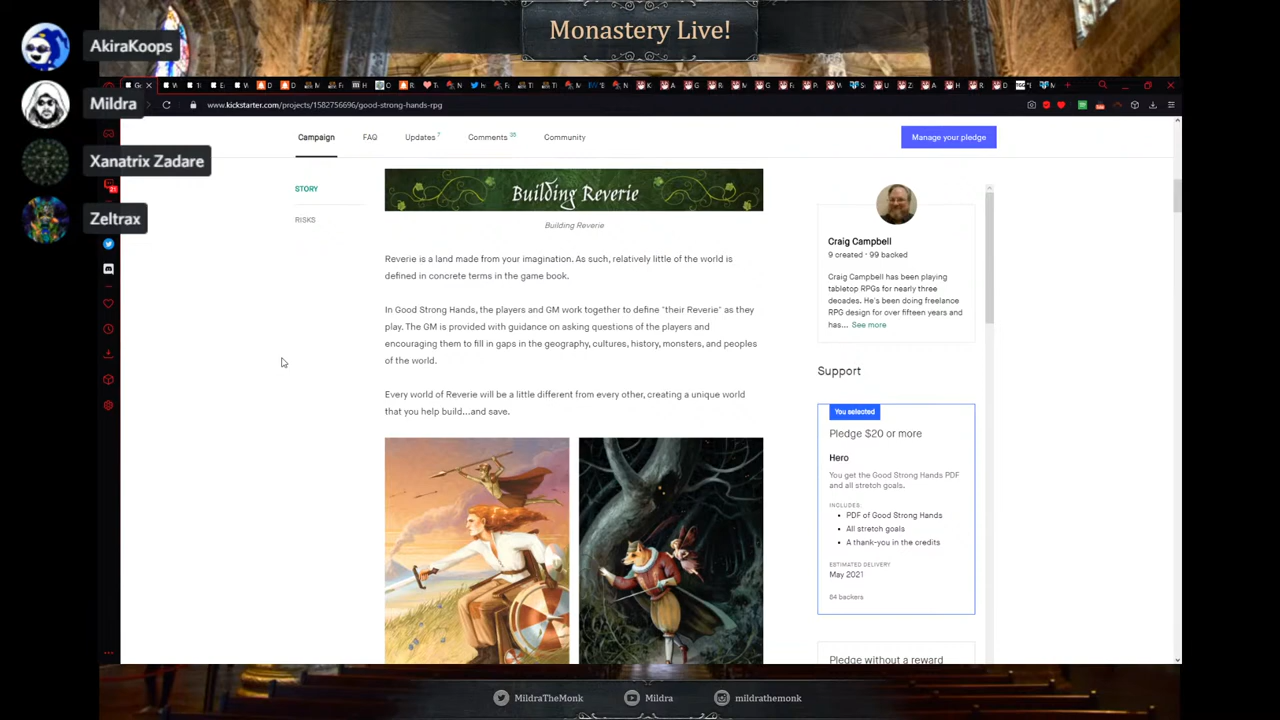 Monastery Live!
AkiraKoops
Mildra
Xanatrix Zadare
Zeltrax
www.kickstarter.com/projects/1582756696/good-strong-hands-rpg
Campaign
FAQ
Updates 7
Comments 35
Community
Manage your pledge
STORY
RISKS
Building Reverie
Building Reverie
Reverie is a land made from your imagination. As such, relatively little of the world is
defined in concrete terms in the game book.
In Good Strong Hands, the players and GM work together to define "their Reverie" as they
play. The GM is provided with guidance on asking questions of the players and
encouraging them to fill in gaps in the geography, cultures, history, monsters, and peoples
of the world.
Every world of Reverie will be a little different from every other, creating a unique world
that you help build...and save.
Craig Campbell
9 created · 99 backed
Craig Campbell has been playing
tabletop RPGs for nearly three
decades. He's been doing freelance
RPG design for over fifteen years and
has... See more
Support
You selected
Pledge $20 or more
Hero
You get the Good Strong Hands PDF
and all stretch goals.
INCLUDES:
• PDF of Good Strong Hands
• All stretch goals
• A thank-you in the credits
ESTIMATED DELIVERY
May 2021
64 backers
Pledge without a reward
MildraTheMonk
Mildra
mildrathemonk